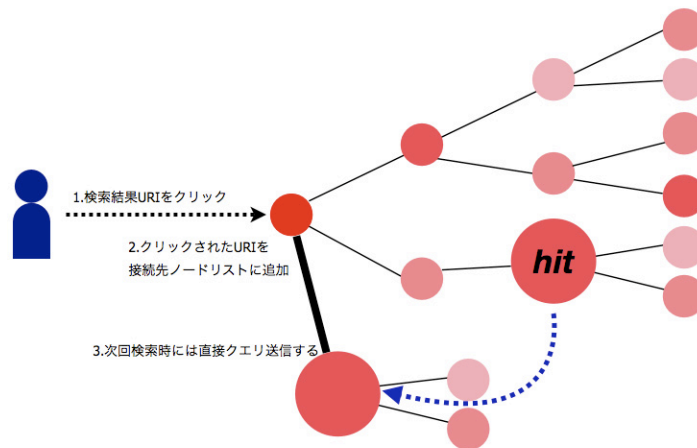 1.検索結果URIをクリック
2.クリックされたURIを
接続先ノードリストに追加
hit
3.次回検索時には直接クエリ送信する